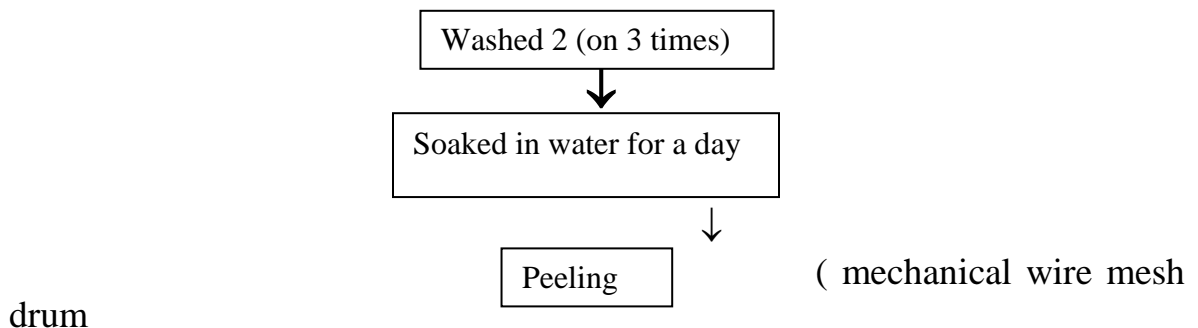 Washed 2 (on 3 times)
Soaked in water for a day
Peeling ( mechanical wire mesh
drum